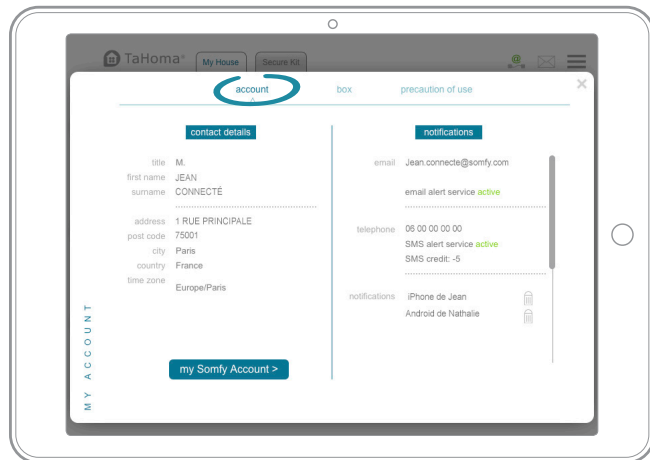 TaHoma®
My House
Secure Kit
@
account
box
precaution of use
contact details
title M.
first name JEAN
surname CONNECTÉ
address 1 RUE PRINCIPALE
post code 75001
city Paris
country France
time zone Europe/Paris
my Somfy Account >
notifications
email Jean.connecte@somfy.com
email alert service active
telephone 06 00 00 00 00
SMS alert service active
SMS credit: -5
notifications iPhone de Jean
Android de Nathalie
MY ACCOUNT